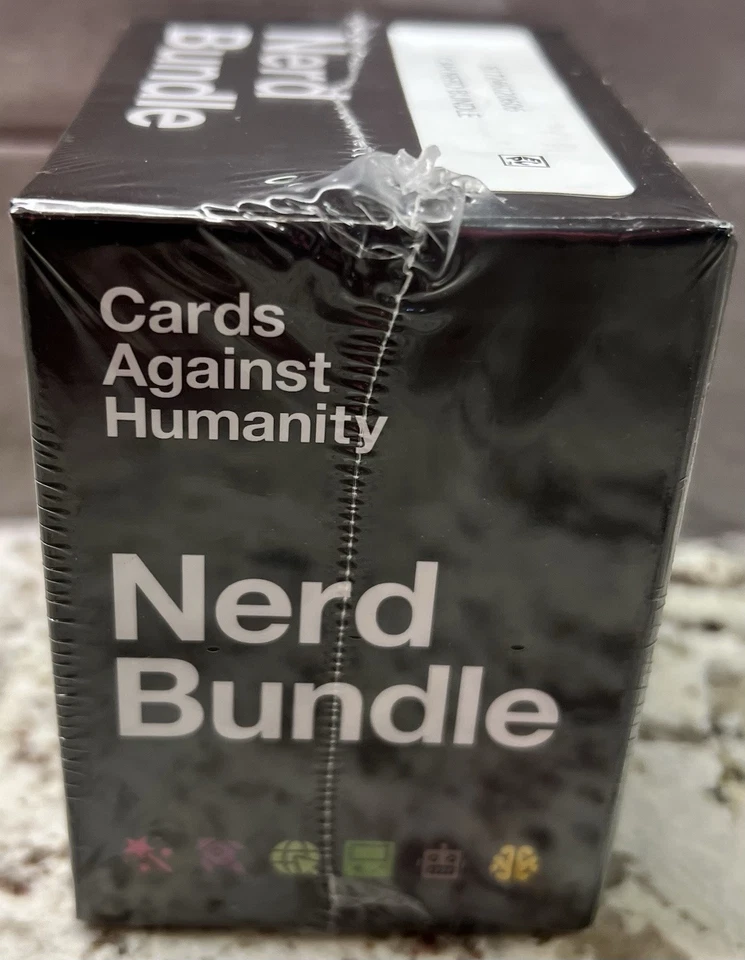 Nerd
Bundle
Cards
Against
Humanity
Nerd
Bundle